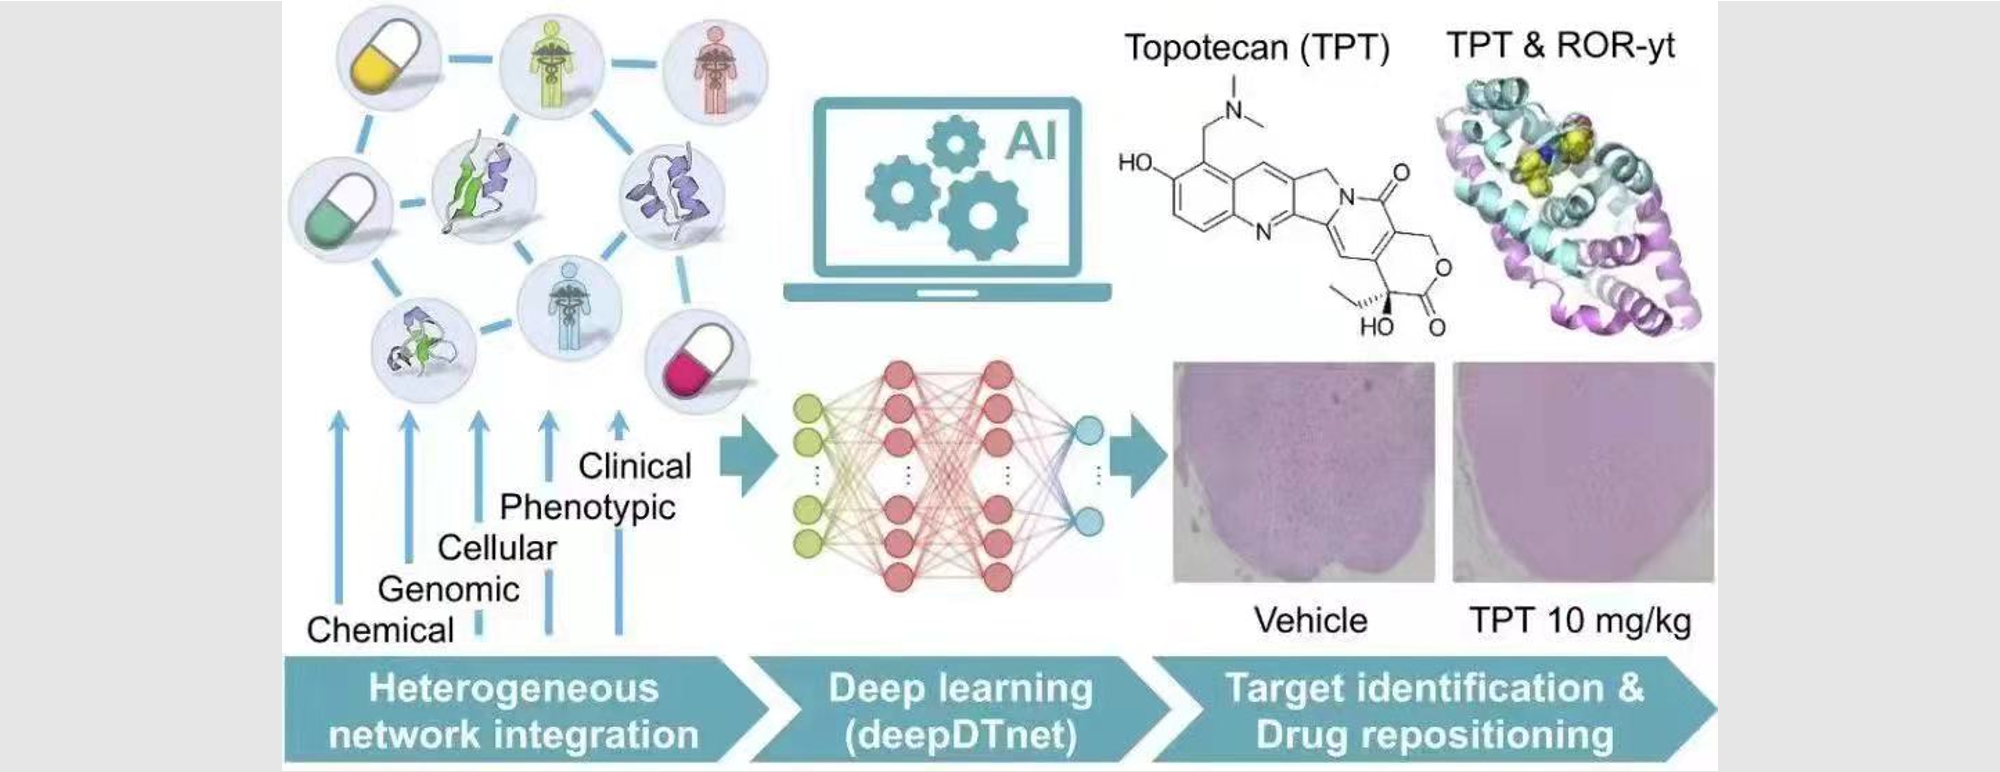 Topotecan (TPT)
TPT & ROR-yt
AI
N
HO
N
O
N
O
HO
O
Clinical
Phenotypic
Cellular
Genomic
Chemical
Vehicle
TPT 10 mg/kg
Heterogeneous
network integration
Deep learning
(deepDTnet)
Target identification &
Drug repositioning